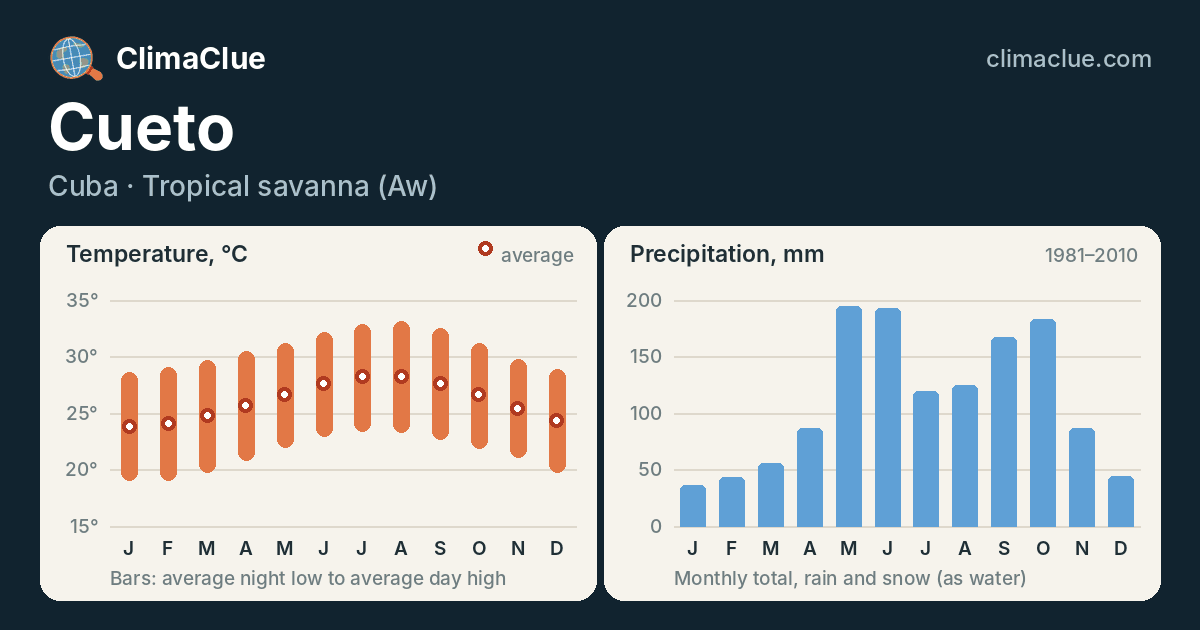 ClimaClue
climaclue.com
Cueto
Cuba · Tropical savanna (Aw)
Temperature, °C
average
35°
30°
25°
20°
15°
J F M A M J J A S O N D
Bars: average night low to average day high
Precipitation, mm
1981–2010
200
150
100
50
0
J F M A M J J A S O N D
Monthly total, rain and snow (as water)